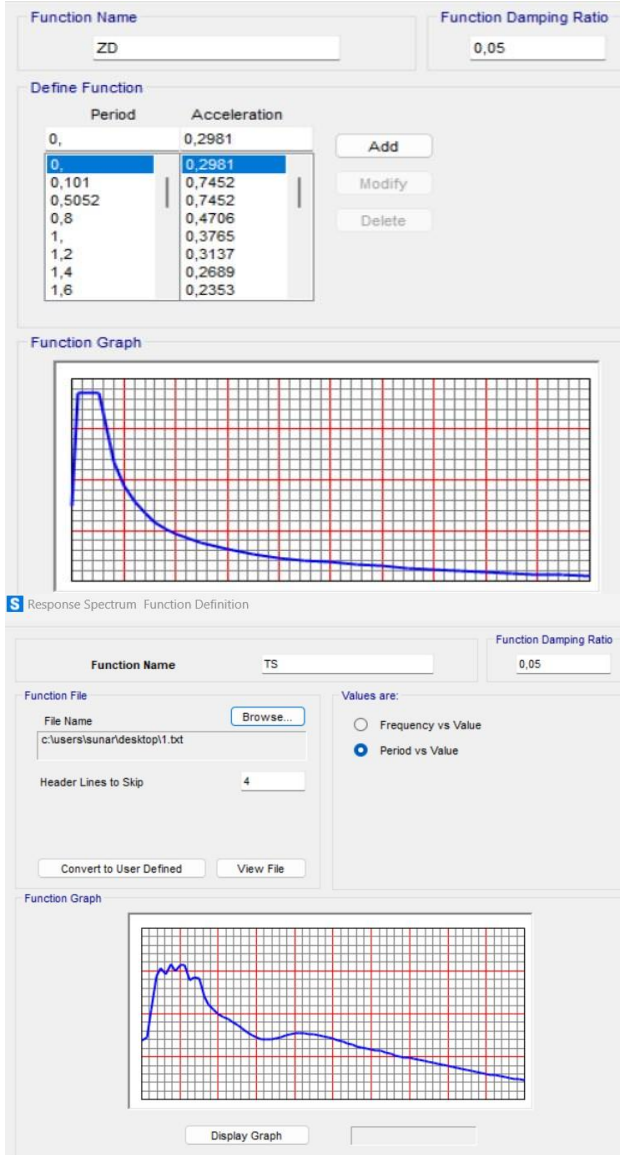 Function Name
Function Damping Ratio
ZD
0,05
Define Function
Period Acceleration
0, 0,2981
Add
0, 0,2981
0,101 0,7452
Modify
0,5052 0,7452
0,8 0,4706
Delete
1, 0,3765
1,2 0,3137
1,4 0,2689
1,6 0,2353
Function Graph
S Response Spectrum Function Definition
Function Damping Ratio
Function Name TS 0,05
Function File
Values are:
File Name Browse...
Frequency vs Value
c:\users\sunar\desktop\1.txt
Period vs Value
Header Lines to Skip 4
Convert to User Defined View File
Function Graph
Display Graph